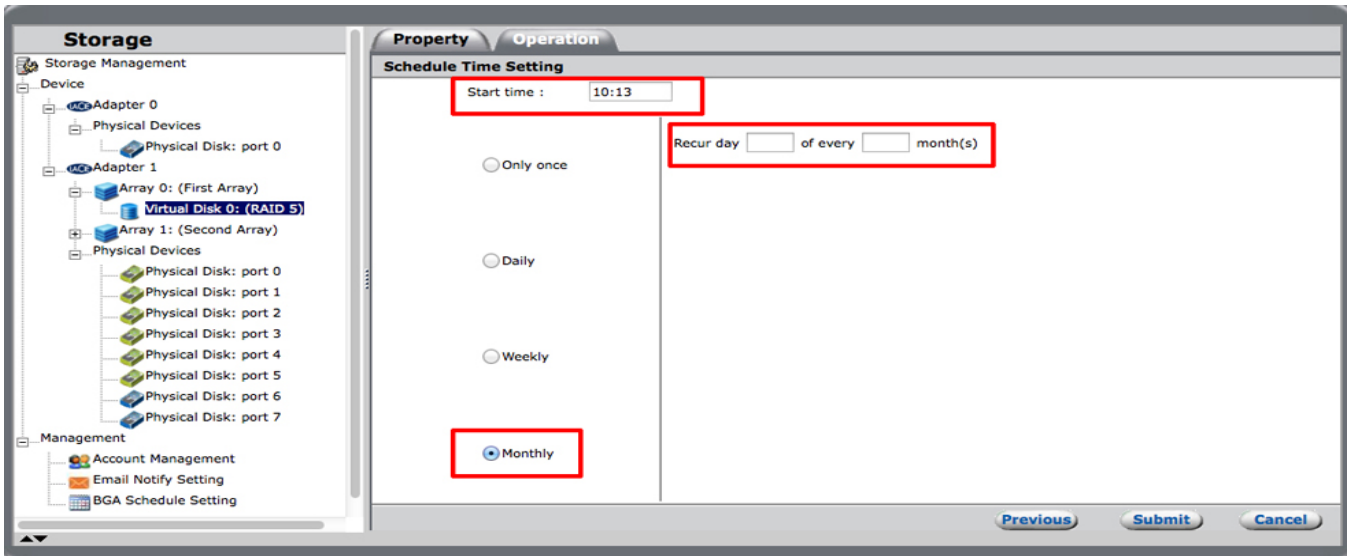 Storage
Storage Management
Device
Adapter 0
Physical Devices
Physical Disk: port 0
Adapter 1
Array 0: (First Array)
Virtual Disk 0: (RAID 5)
Array 1: (Second Array)
Physical Devices
Physical Disk: port 0
Physical Disk: port 1
Physical Disk: port 2
Physical Disk: port 3
Physical Disk: port 4
Physical Disk: port 5
Physical Disk: port 6
Physical Disk: port 7
Management
Account Management
Email Notify Setting
BGA Schedule Setting
Property Operation
Schedule Time Setting
Start time : 10:13
Only once
Daily
Weekly
Monthly
Recur day of every month(s)
Previous Submit Cancel